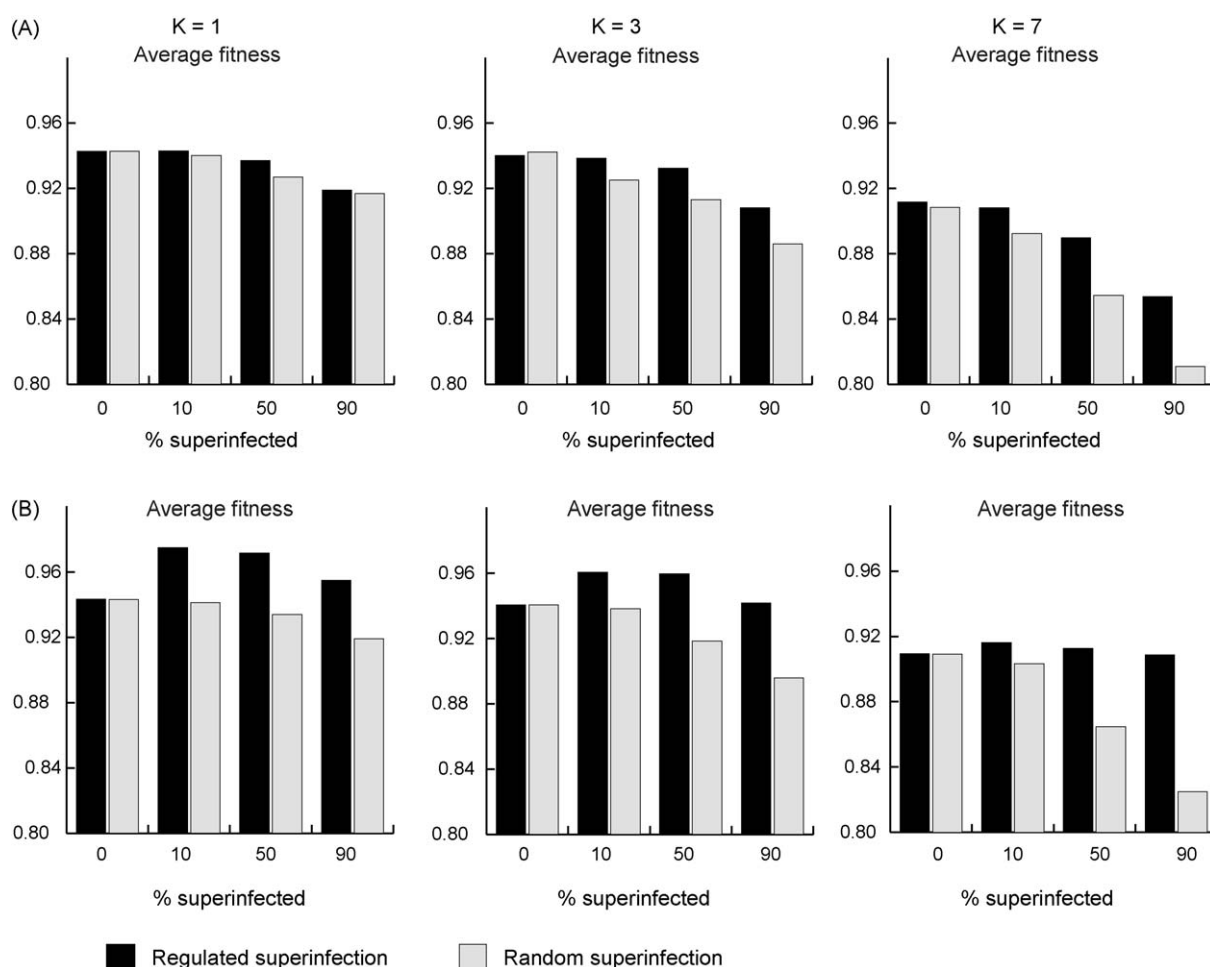 (A)
K = 1
Average fitness
0.96
0.92
0.88
0.84
0.80
0 10 50 90
% superinfected
K = 3
Average fitness
0.96
0.92
0.88
0.84
0.80
0 10 50 90
% superinfected
K = 7
Average fitness
0.96
0.92
0.88
0.84
0.80
0 10 50 90
% superinfected
(B)
Average fitness
0.96
0.92
0.88
0.84
0.80
0 10 50 90
% superinfected
Average fitness
0.96
0.92
0.88
0.84
0.80
0 10 50 90
% superinfected
Average fitness
0.96
0.92
0.88
0.84
0.80
0 10 50 90
% superinfected
Regulated superinfection
Random superinfection